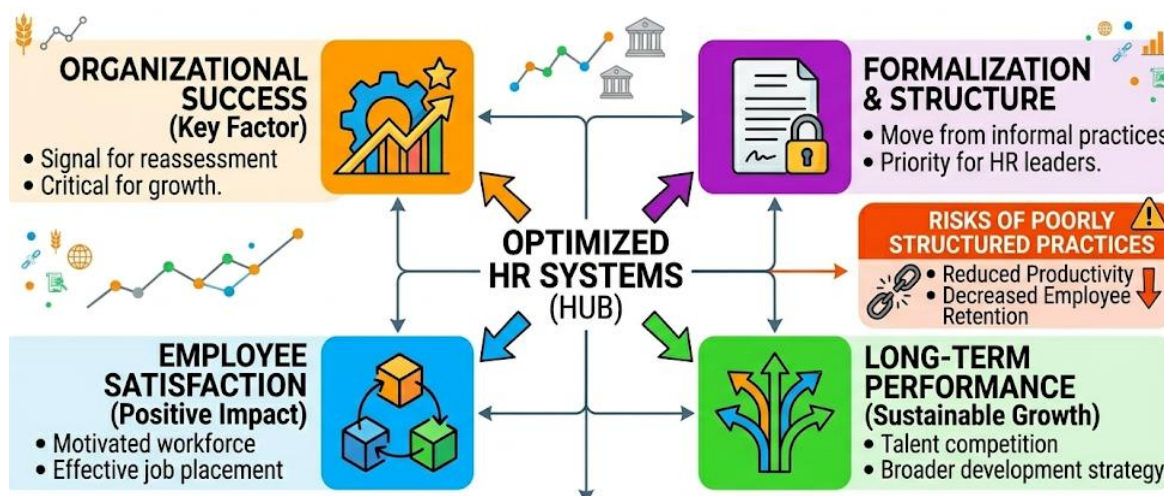 ORGANIZATIONAL
SUCCESS
(Key Factor)
• Signal for reassessment
• Critical for growth.
FORMALIZATION
& STRUCTURE
• Move from informal practices
• Priority for HR leaders.
OPTIMIZED
HR SYSTEMS
(HUB)
RISKS OF POORLY
STRUCTURED PRACTICES
• Reduced Productivity
• Decreased Employee
Retention
EMPLOYEE
SATISFACTION
(Positive Impact)
• Motivated workforce
• Effective job placement
LONG-TERM
PERFORMANCE
(Sustainable Growth)
• Talent competition
• Broader development strategy